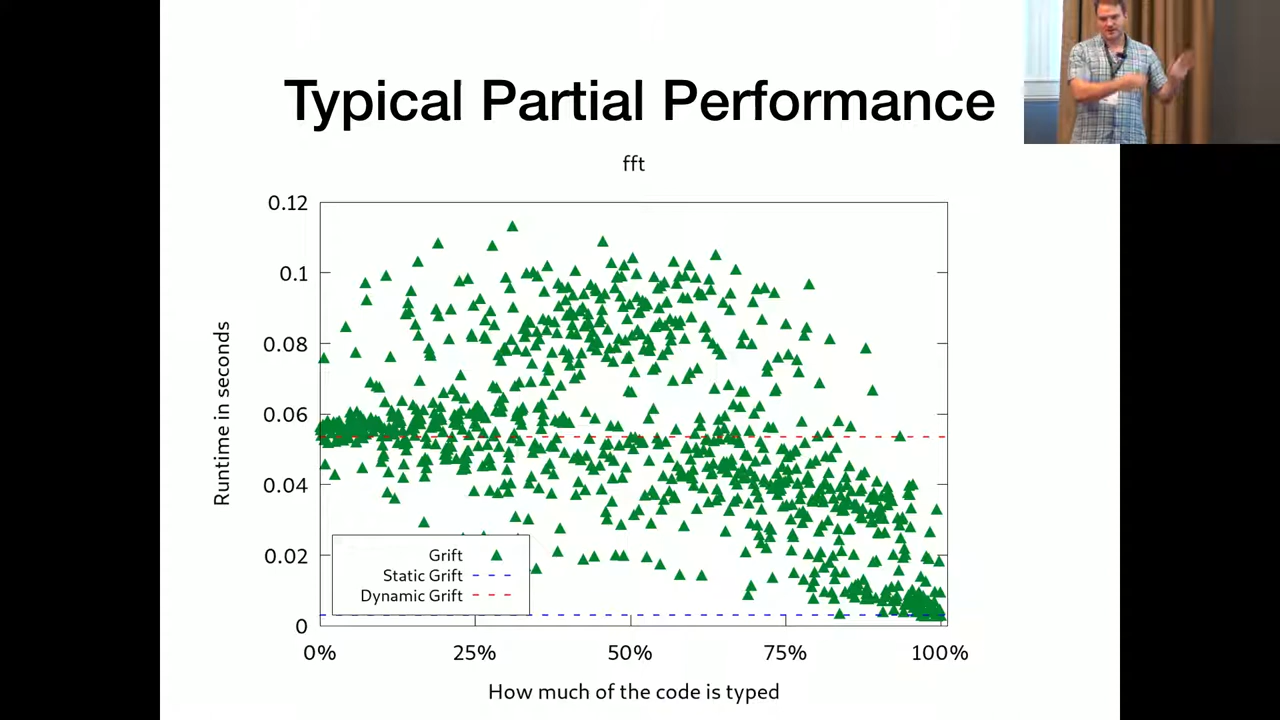 Typical Partial Performance
fft
0.12
0.1
0.08
0.06
0.04
0.02
0
Runtime in seconds
Grift
Static Grift
Dynamic Grift
0%
25%
50%
75%
100%
How much of the code is typed